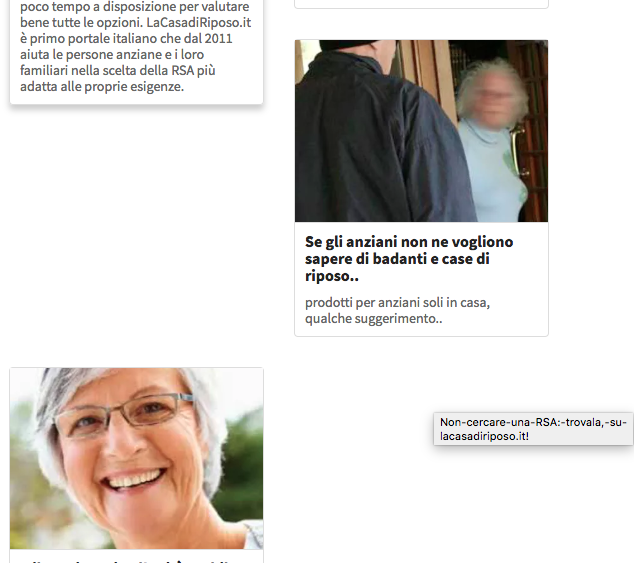 poco tempo a disposizione per valutare
bene tutte le opzioni. LaCasadiRiposo.it
è primo portale italiano che dal 2011
aiuta le persone anziane e i loro
familiari nella scelta della RSA più
adatta alle proprie esigenze.
Se gli anziani non ne vogliono
sapere di badanti e case di
riposo..
prodotti per anziani soli in casa,
qualche suggerimento..
Non-cercare-una-RSA:-trovala,-su-
lacasadiriposo.it!